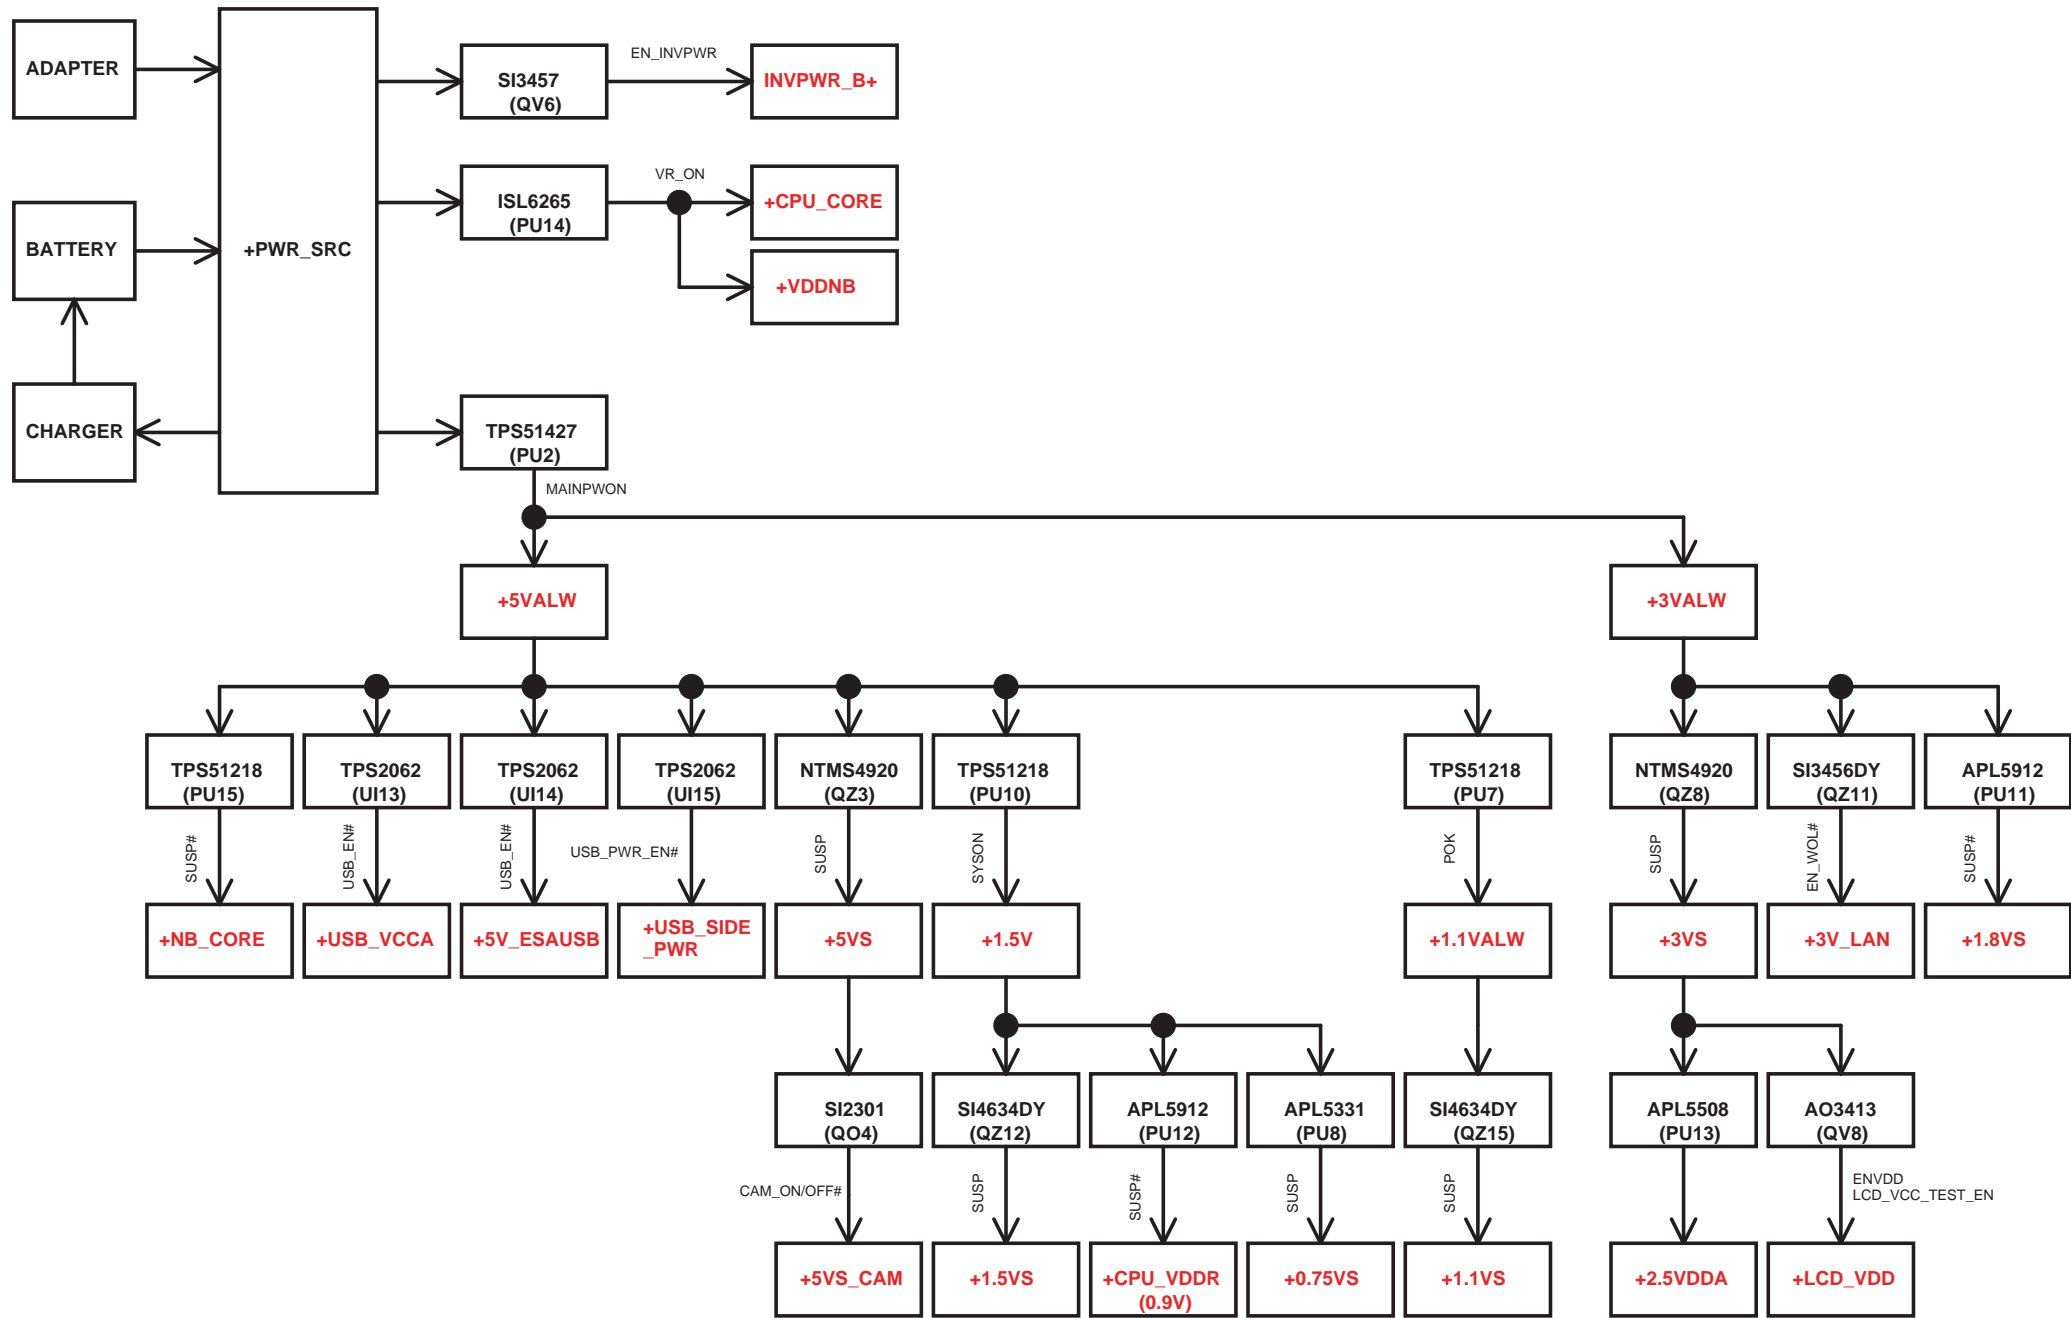 ADAPTER
SI3457
(QV6)
EN_INVPWR
INVPWR_B+
BATTERY
+PWR_SRC
ISL6265
(PU14)
VR_ON
+CPU_CORE
+VDDNB
CHARGER
TPS51427
(PU2)
MAINPWON
+5VALW
+3VALW
TPS51218
(PU15)
TPS2062
(UI13)
TPS2062
(UI14)
TPS2062
(UI15)
NTMS4920
(QZ3)
TPS51218
(PU10)
TPS51218
(PU7)
NTMS4920
(QZ8)
SI3456DY
(QZ11)
APL5912
(PU11)
SUSP#
USB_EN#
USB_EN#
USB_PWR_EN#
SUSP
SYSON
POK
SUSP
EN_WOL#
SUSP#
+NB_CORE
+USB_VCCA
+5V_ESAUSB
+USB_SIDE
_PWR
+5VS
+1.5V
+1.1VALW
+3VS
+3V_LAN
+1.8VS
SI2301
(QO4)
SI4634DY
(QZ12)
APL5912
(PU12)
APL5331
(PU8)
SI4634DY
(QZ15)
APL5508
(PU13)
AO3413
(QV8)
CAM_ON/OFF#
SUSP
SUSP#
SUSP
SUSP
ENVDD
LCD_VCC_TEST_EN
+5VS_CAM
+1.5VS
+CPU_VDDR
(0.9V)
+0.75VS
+1.1VS
+2.5VDDA
+LCD_VDD